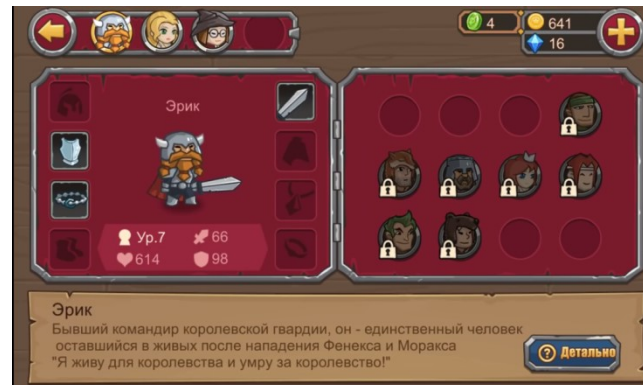 4
641
16
Эрик
Ур.7
66
614
98
Эрик
Бывший командир королевской гвардии, он - единственный человек
оставшийся в живых после нападения Фенекса и Моракса
"Я живу для королевства и умру за королевство!"
Детально